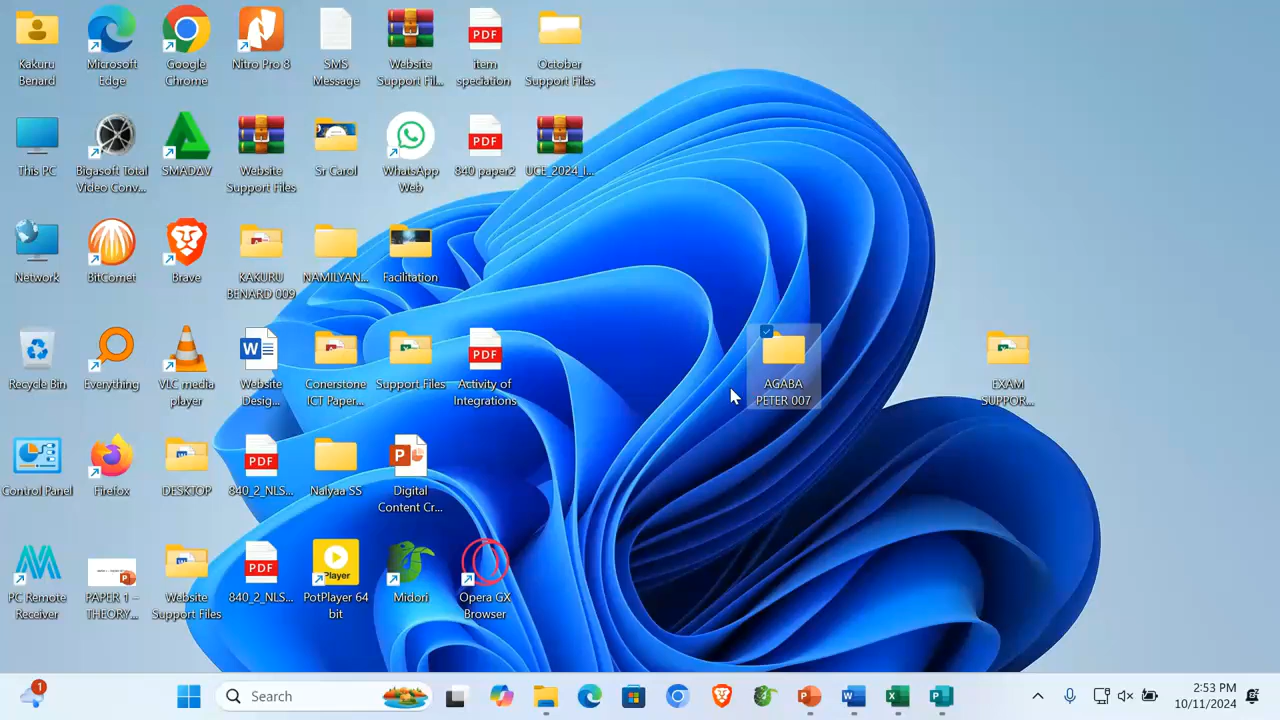 Kakuru
Benard
Microsoft
Edge
Google
Chrome
Nitro Pro 8
SMS
Message
Website
Support Fil...
PDF
item
speciation
October
Support Files
This PC
Bigasoft Total
Video Conv...
SMADAV
Website
Support Files
Sr Carol
WhatsApp
Web
PDF
840 paper2
UCE_2024_I...
Network
BitComet
Brave
KAKURU
BENARD 009
NAMILYAN...
Facilitation
Recycle Bin
Everything
VLC media
player
W
Website
Desig...
Cornerstone
ICT Paper...
Support Files
PDF
Activity of
Integrations
AGABA
PETER 007
EXAM
SUPPOR...
Control Panel
Firefox
DESKTOP
PDF
840_2_NLS...
Nalyaa SS
P
Digital
Content Cr...
PC Remote
Receiver
P
PAPER 1 –
THEORY...
Website
Support Files
PDF
840_2_NLS...
Player
PotPlayer 64
bit
Midori
Opera GX
Browser
1
Search
P
W
X
P
2:53 PM
10/11/2024